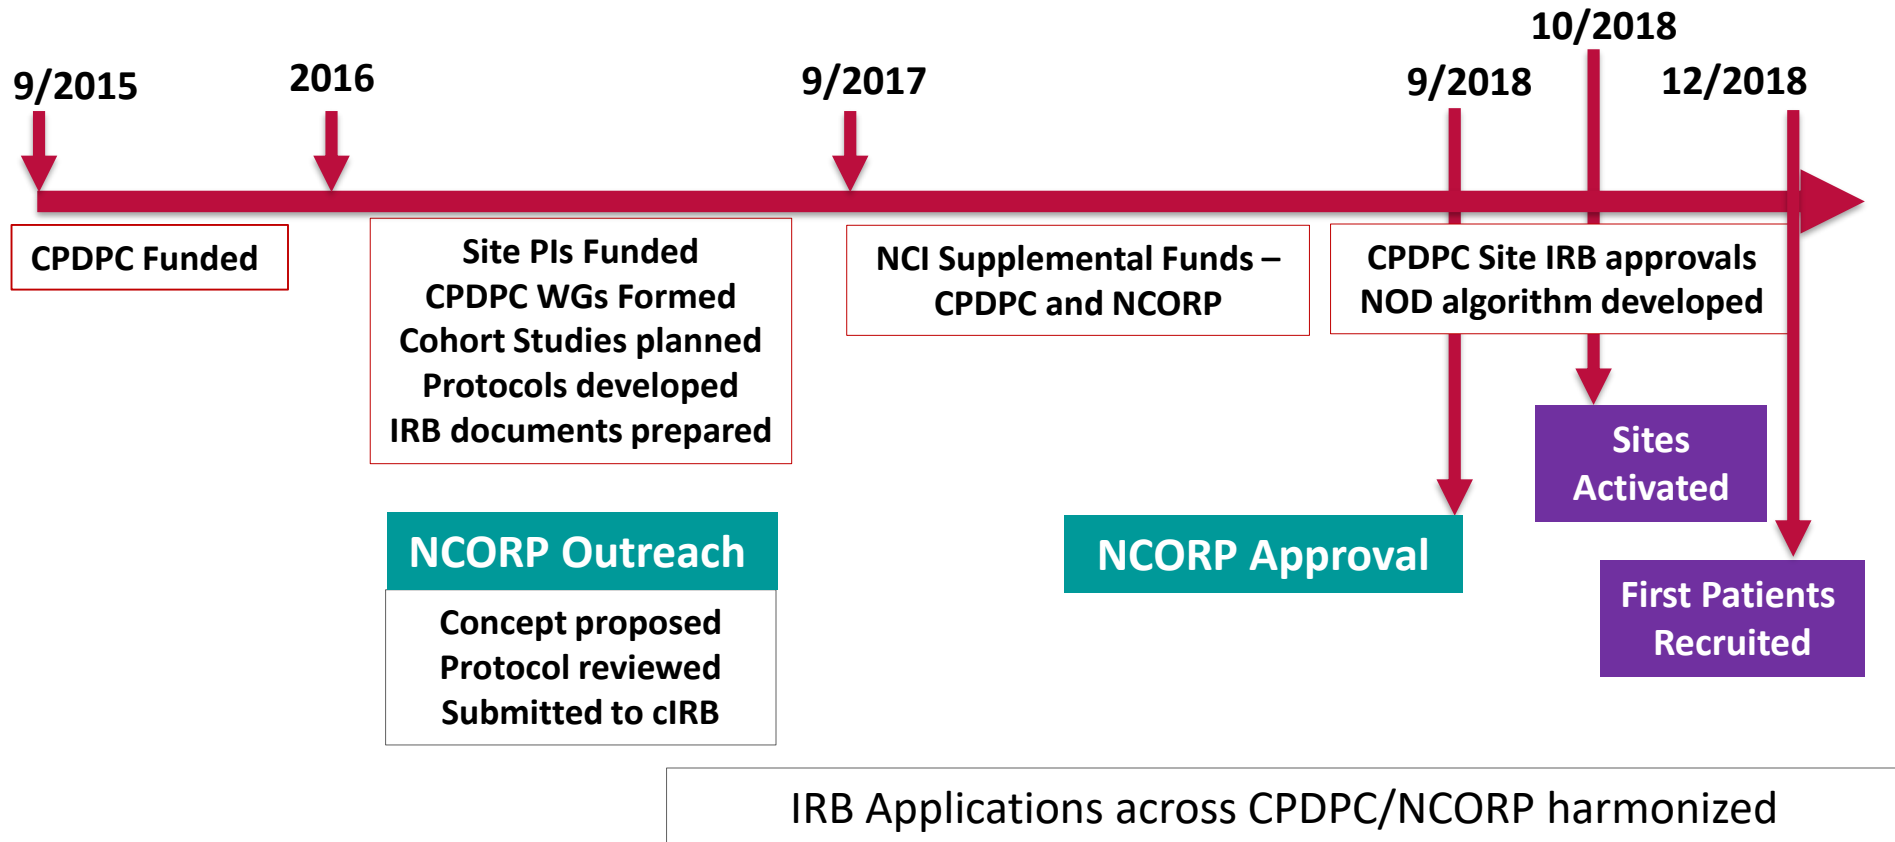 9/2015
2016
9/2017
9/2018
10/2018
12/2018
CPDPC Funded
Site PIs Funded
CPDPC WGs Formed
Cohort Studies planned
Protocols developed
IRB documents prepared
NCI Supplemental Funds –
CPDPC and NCORP
CPDPC Site IRB approvals
NOD algorithm developed
NCORP Outreach
Concept proposed
Protocol reviewed
Submitted to cIRB
NCORP Approval
Sites
Activated
First Patients
Recruited
IRB Applications across CPDPC/NCORP harmonized